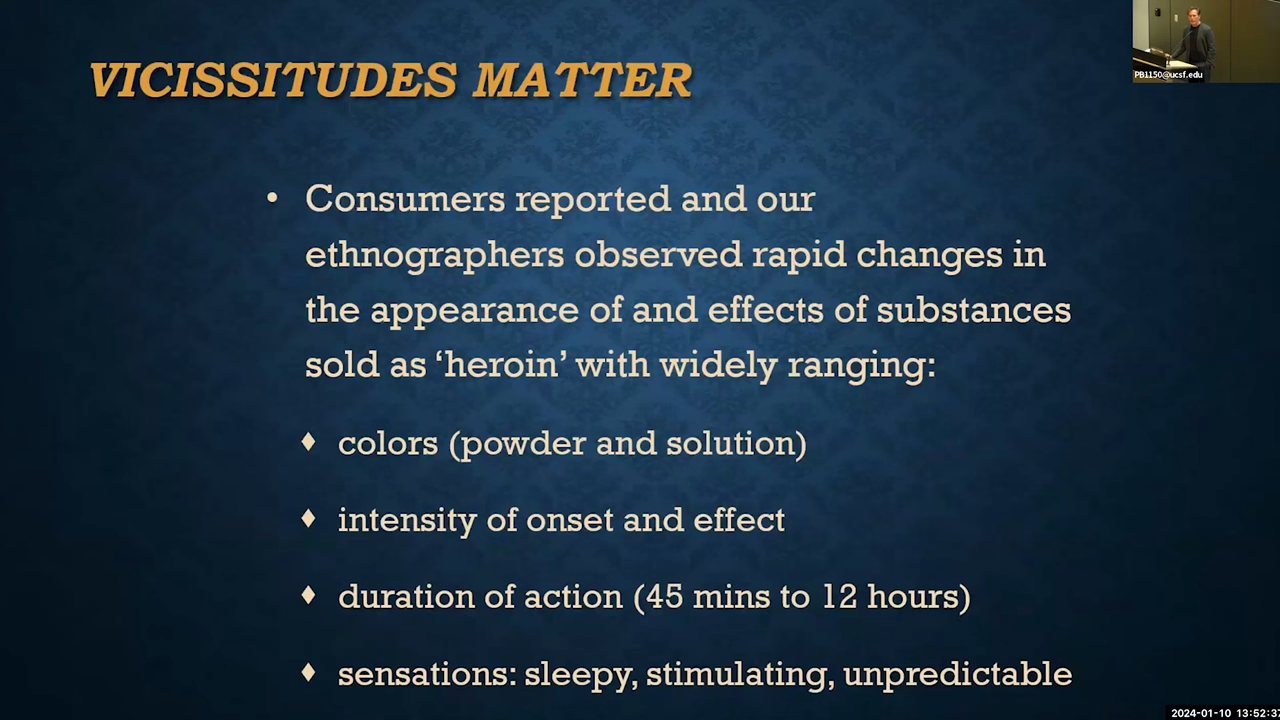 VICISSITUDES MATTER
PB1150@ucsf.edu
• Consumers reported and our
ethnographers observed rapid changes in
the appearance of and effects of substances
sold as ‘heroin’ with widely ranging:
♦ colors (powder and solution)
♦ intensity of onset and effect
♦ duration of action (45 mins to 12 hours)
♦ sensations: sleepy, stimulating, unpredictable
2024-01-10 13:52:37